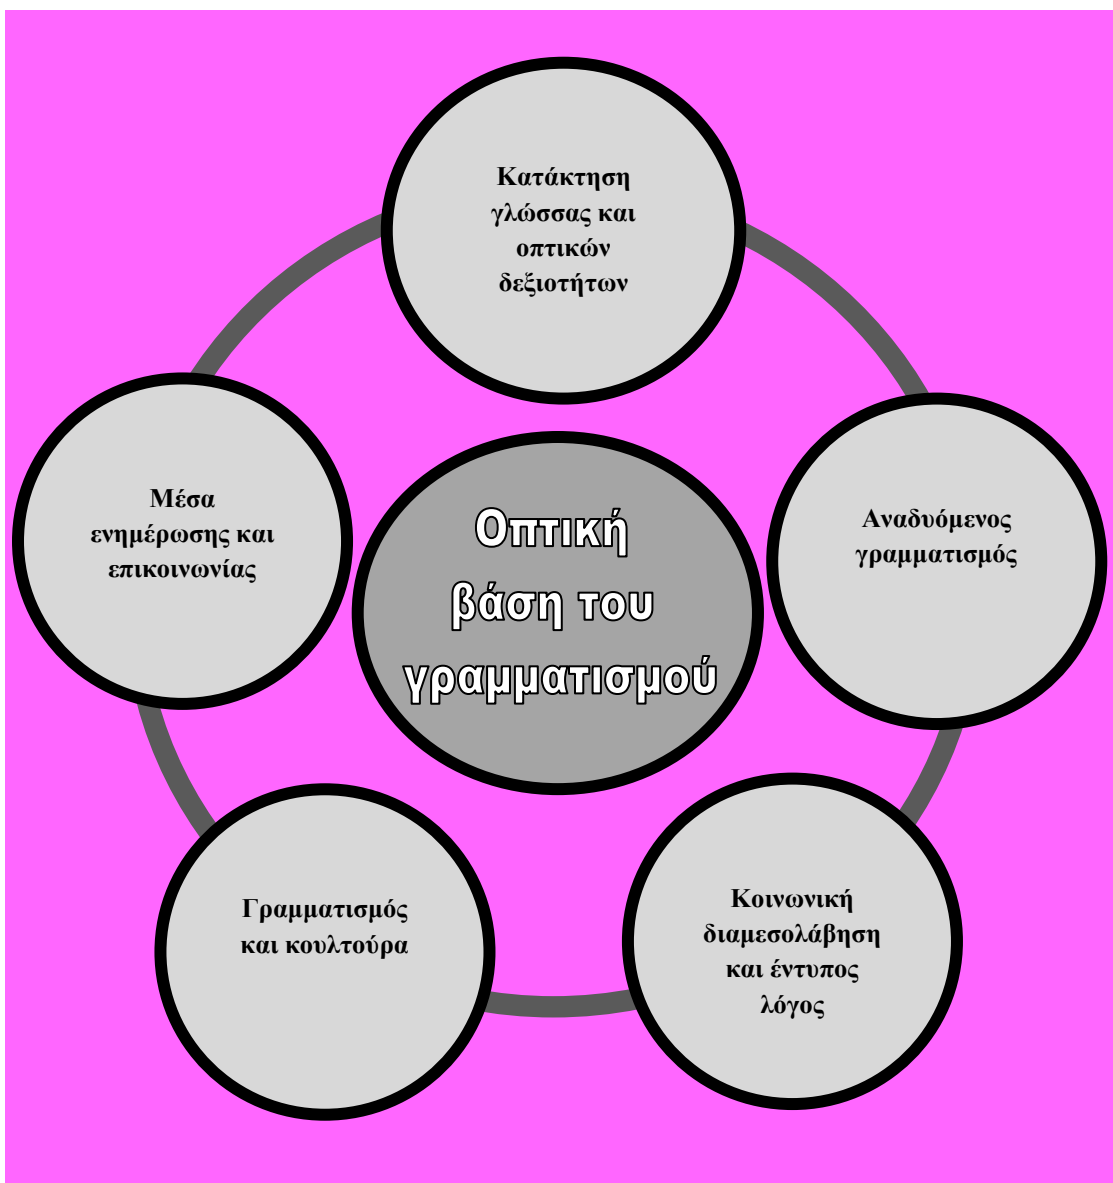 Κατάκτηση
γλώσσας και
οπτικών
δεξιοτήτων
Αναδυόμενος
γραμματισμός
Κοινωνική
διαμεσολάβηση
και έντυπος
λόγος
Γραμματισμός
και κουλτούρα
Μέσα
ενημέρωσης και
επικοινωνίας
Οπτική
βάση του
γραμματισμού